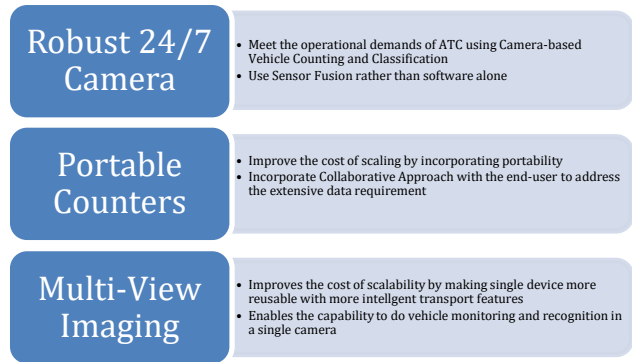 Robust 24/7
Camera
• Meet the operational demands of ATC using Camera-based
Vehicle Counting and Classification
• Use Sensor Fusion rather than software alone
Portable
Counters
• Improve the cost of scaling by incorporating portability
• Incorporate Collaborative Approach with the end-user to address
the extensive data requirement
Multi-View
Imaging
• Improves the cost of scalability by making single device more
reusable with more intellgent transport features
• Enables the capability to do vehicle monitoring and recognition in
a single camera